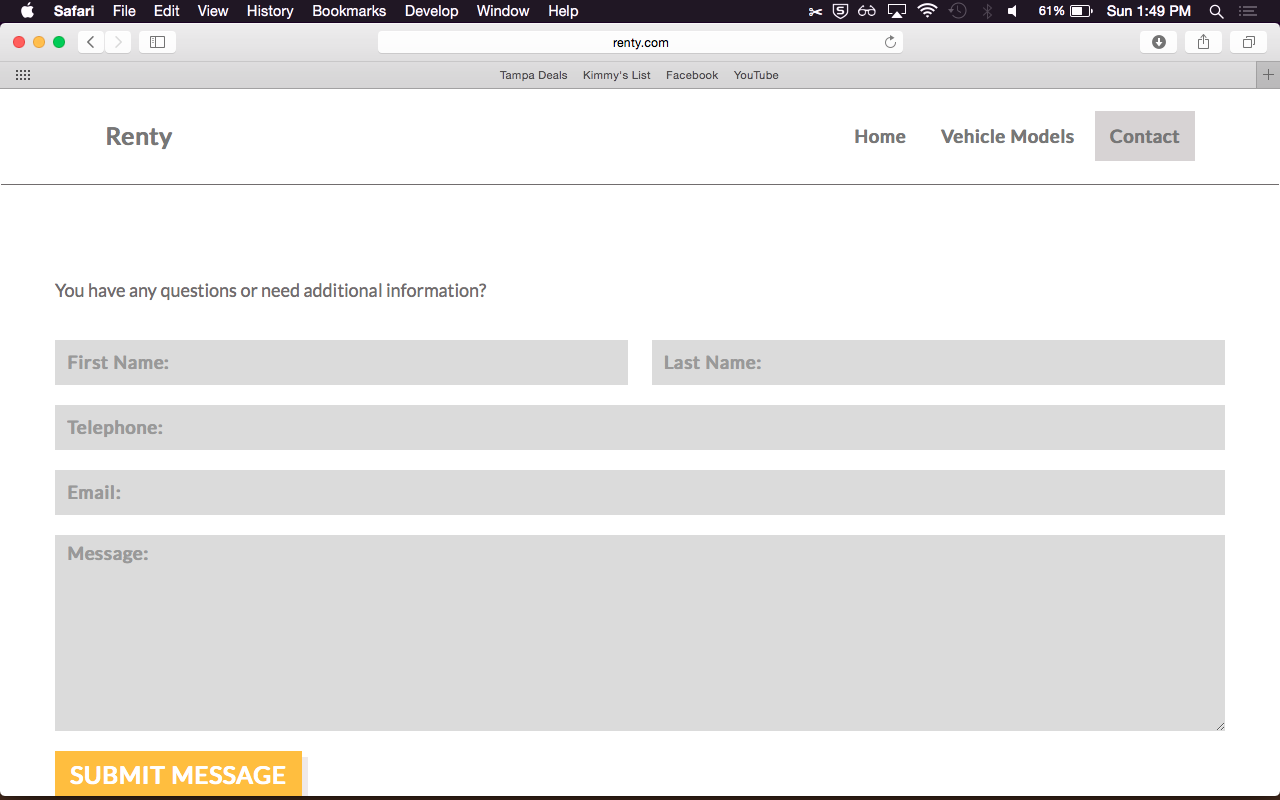 Safari File Edit View History Bookmarks Develop Window Help 61% Sun 1:49 PM
renty.com
Tampa Deals Kimmy's List Facebook YouTube
Renty Home Vehicle Models Contact
You have any questions or need additional information?
First Name: Last Name:
Telephone:
Email:
Message:
SUBMIT MESSAGE